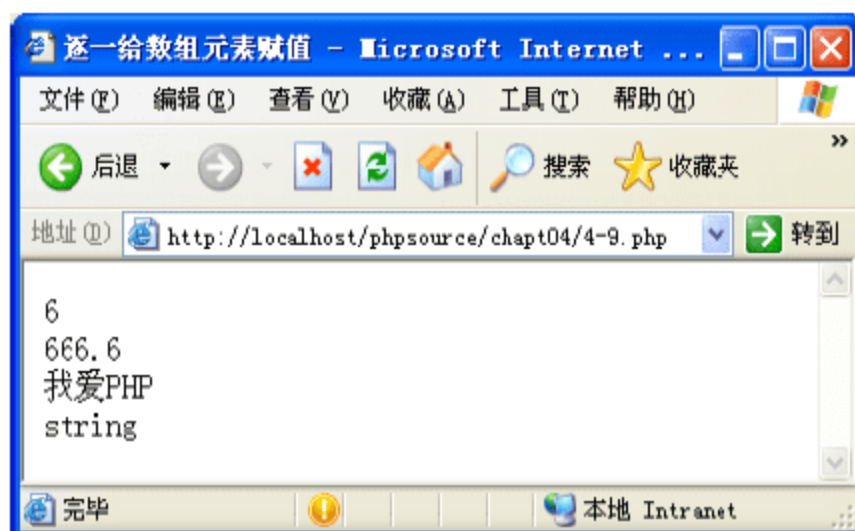 逐一给数组元素赋值 - Microsoft Internet ...
文件(F) 编辑(E) 查看(V) 收藏(A) 工具(T) 帮助(H)
后退 搜索 收藏夹 »
地址(D) http://localhost/phpsource/chapt04/4-9.php 转到
6
666.6
我爱PHP
string
完毕 本地 Intranet